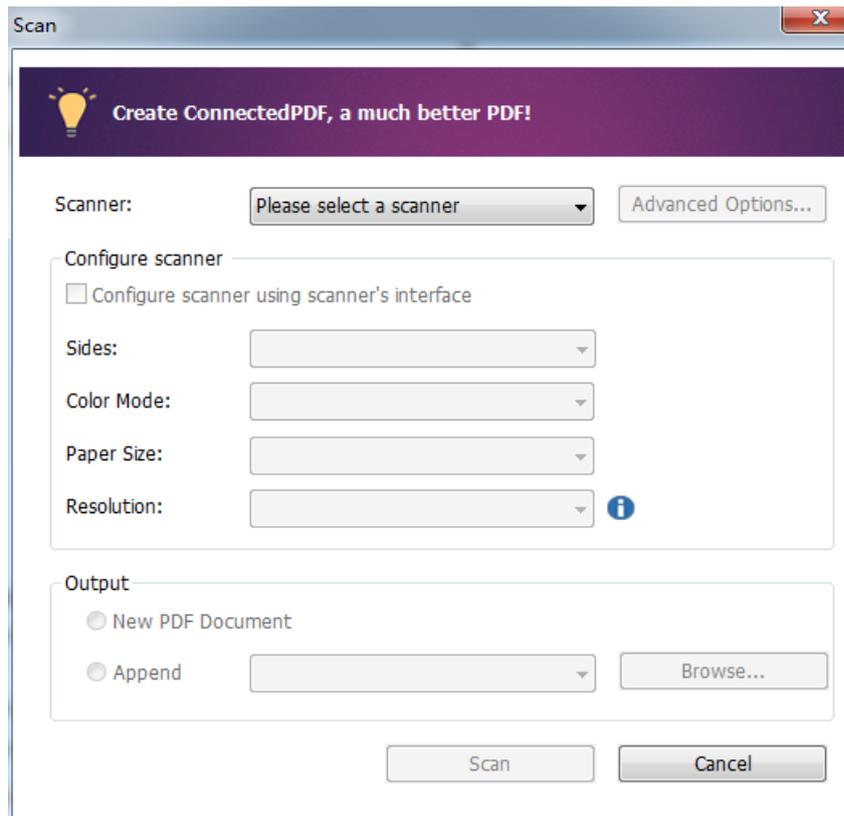 Scan
Create ConnectedPDF, a much better PDF!
Scanner: Please select a scanner Advanced Options...
Configure scanner
Configure scanner using scanner's interface
Sides:
Color Mode:
Paper Size:
Resolution:
Output
New PDF Document
Append Browse...
Scan Cancel